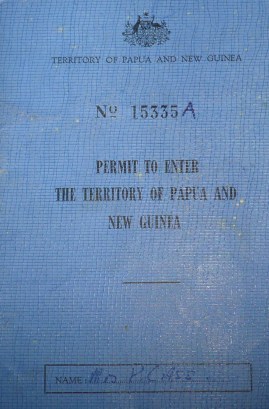 TERRITORY OF PAPUA AND NEW GUINEA
Nº 15335A
PERMIT TO ENTER
THE TERRITORY OF PAPUA AND
NEW GUINEA
NAME Mrs P.